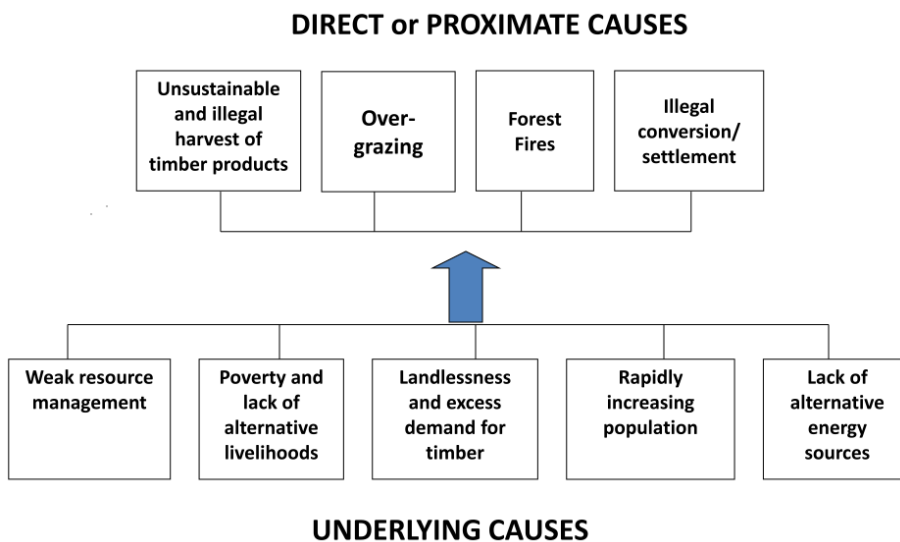 DIRECT or PROXIMATE CAUSES
Unsustainable
and illegal
harvest of
timber products
Over-
grazing
Forest
Fires
Illegal
conversion/
settlement
Weak resource
management
Poverty and
lack of
alternative
livelihoods
Landlessness
and excess
demand for
timber
Rapidly
increasing
population
Lack of
alternative
energy
sources
UNDERLYING CAUSES